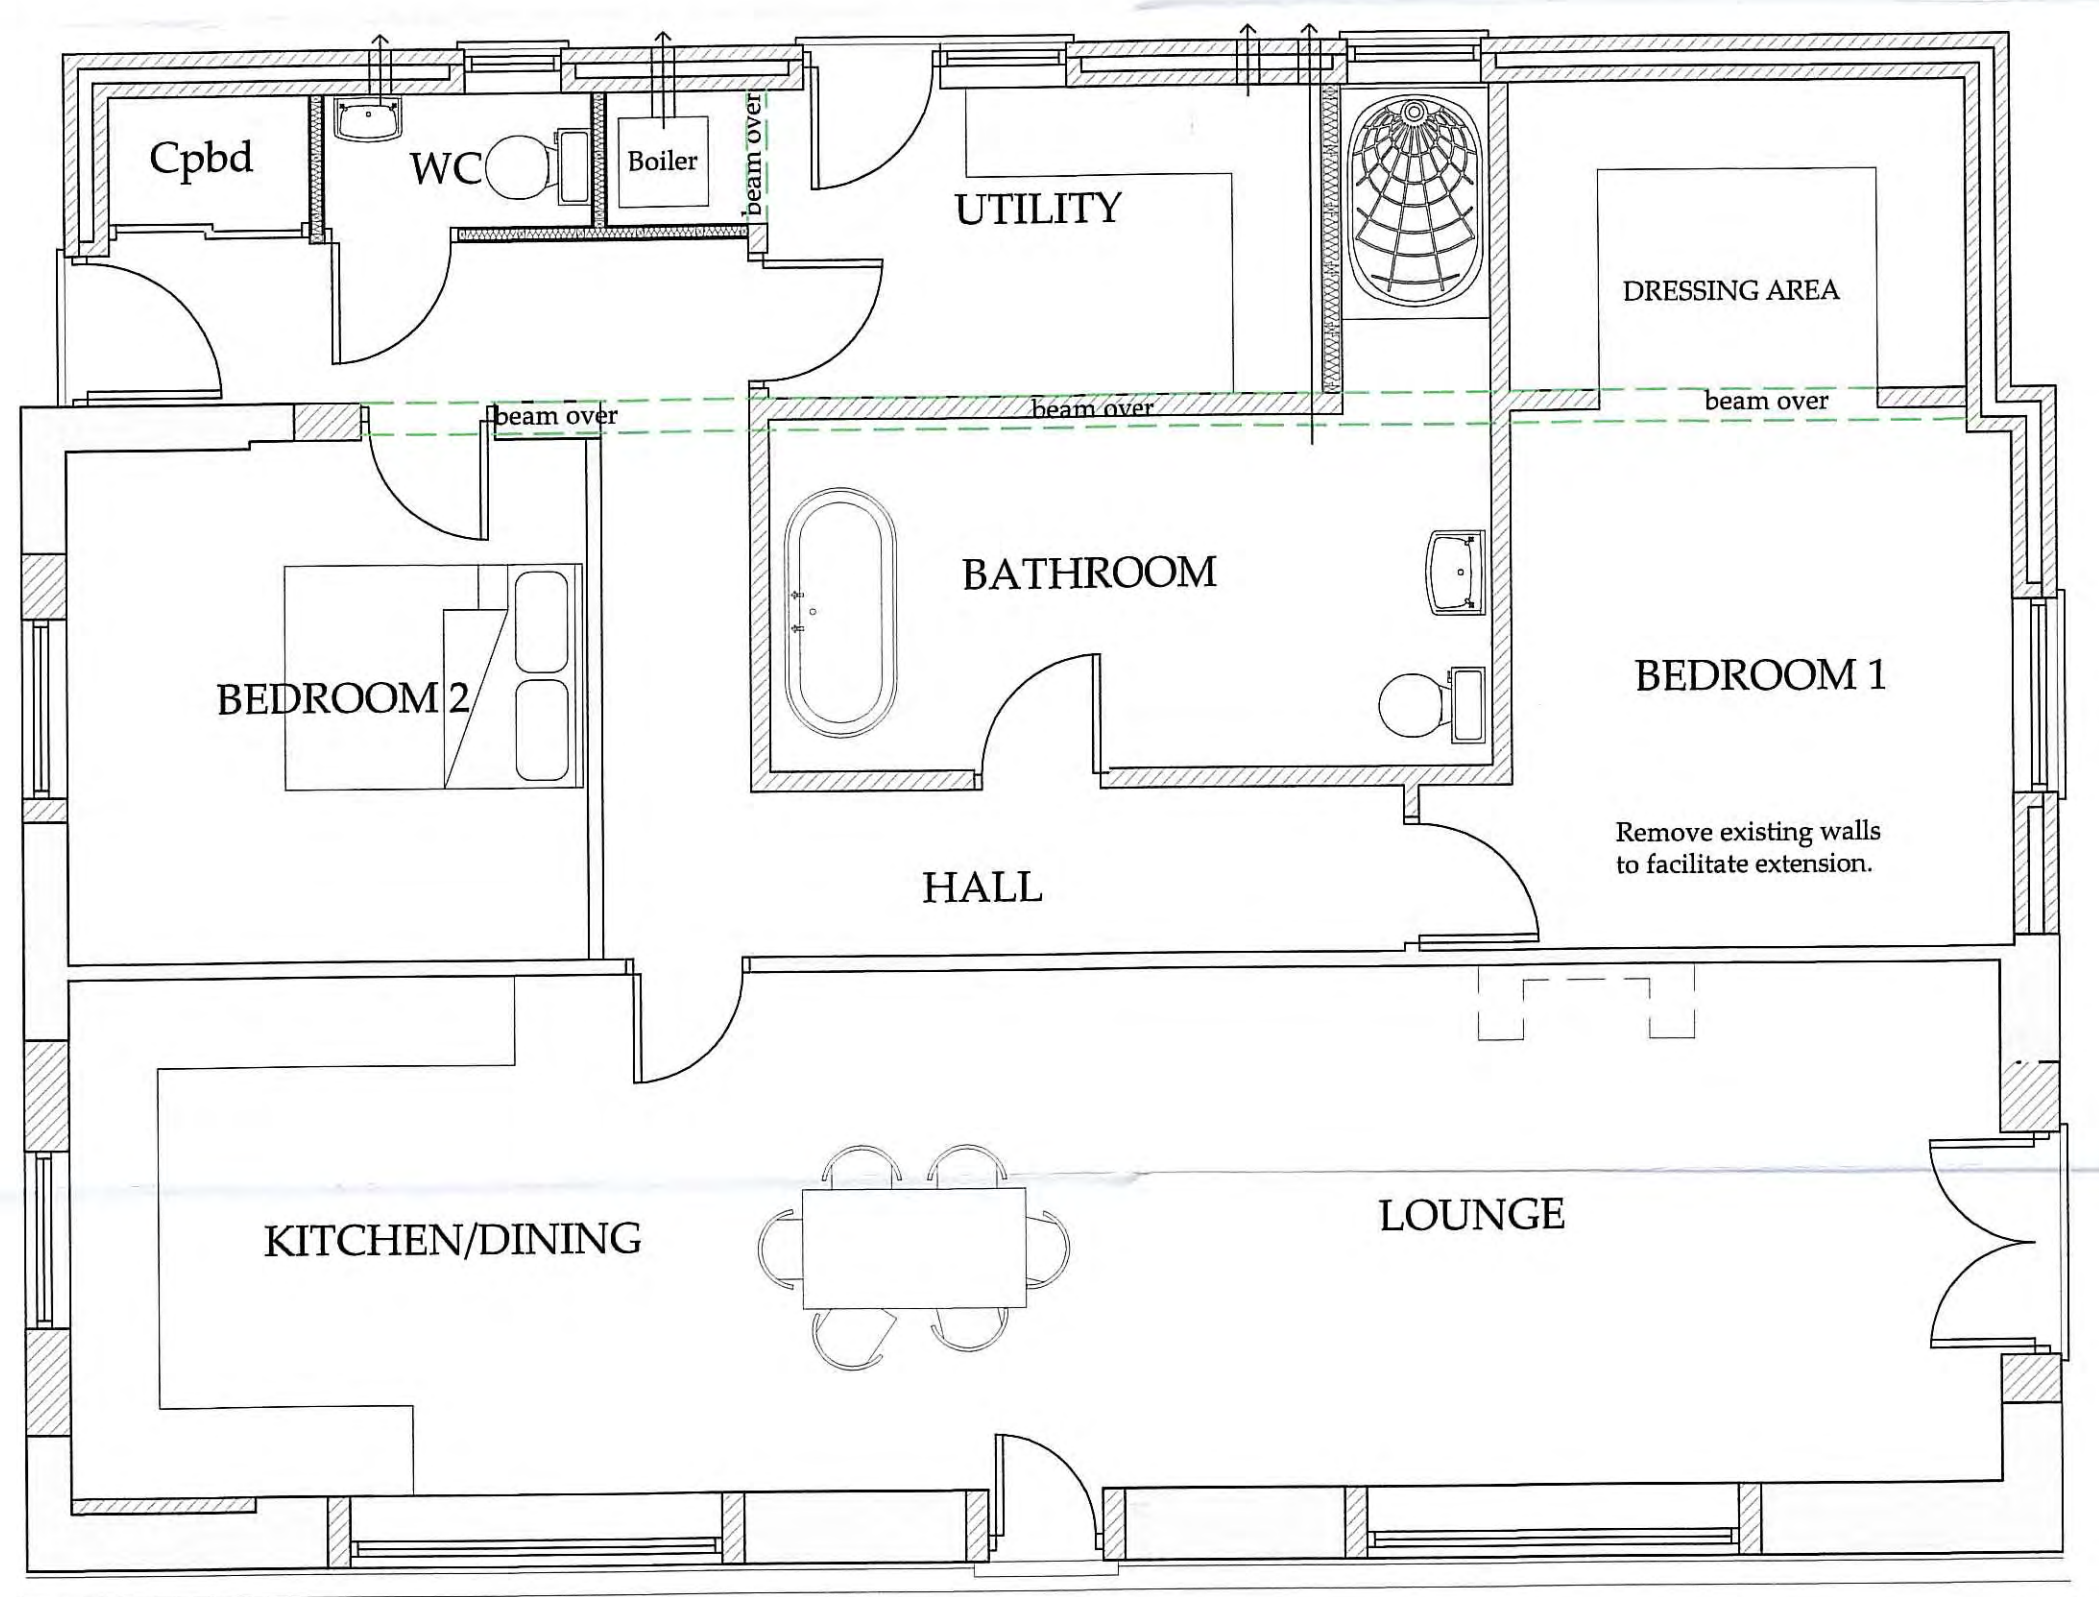 Cpbd
WC
Boiler
beam over
UTILITY
DRESSING AREA
beam over
beam over
beam over
BATHROOM
BEDROOM 2
BEDROOM 1
Remove existing walls
to facilitate extension.
HALL
KITCHEN/DINING
LOUNGE